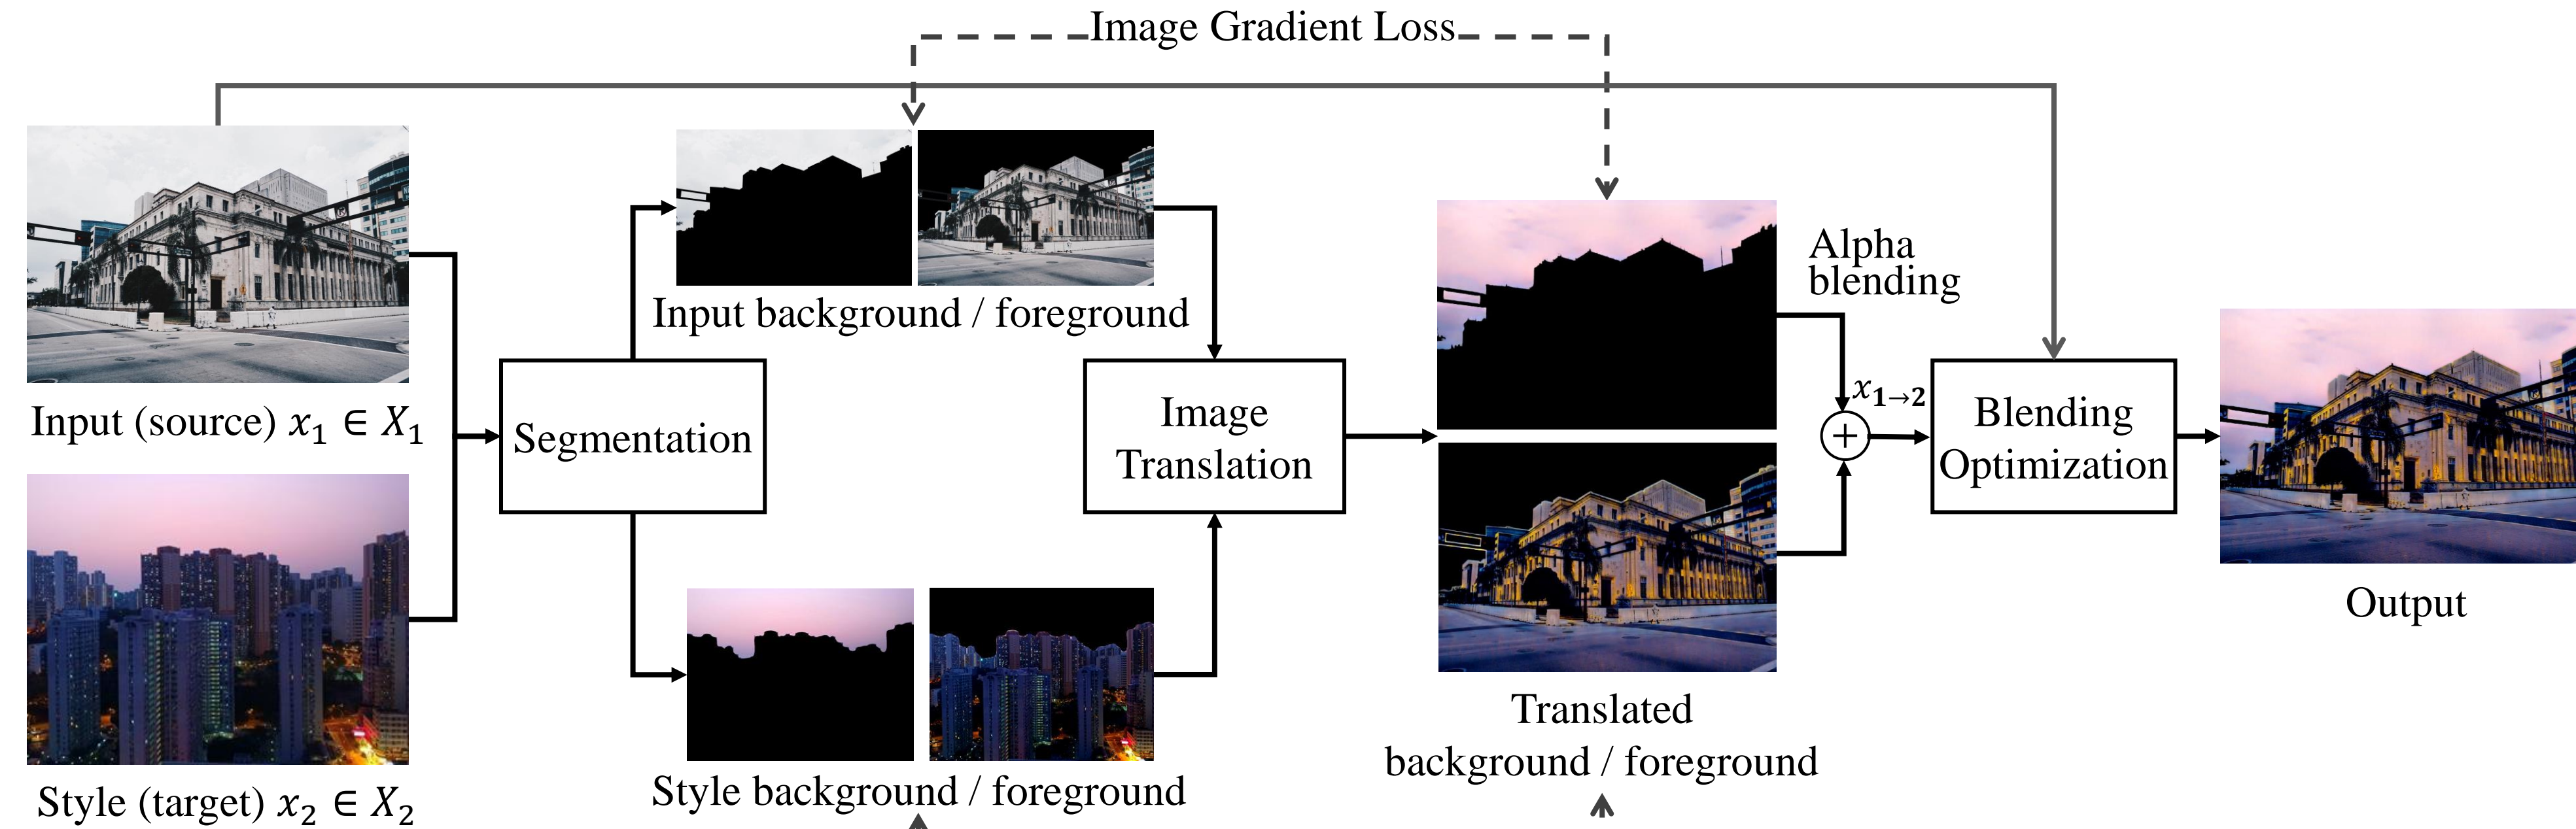 Image Gradient Loss
Input (source) x₁ ∈ X₁
Style (target) x₂ ∈ X₂
Segmentation
Input background / foreground
Style background / foreground
Image
Translation
Translated
background / foreground
Alpha
blending
x₁→₂
+
Blending
Optimization
Output